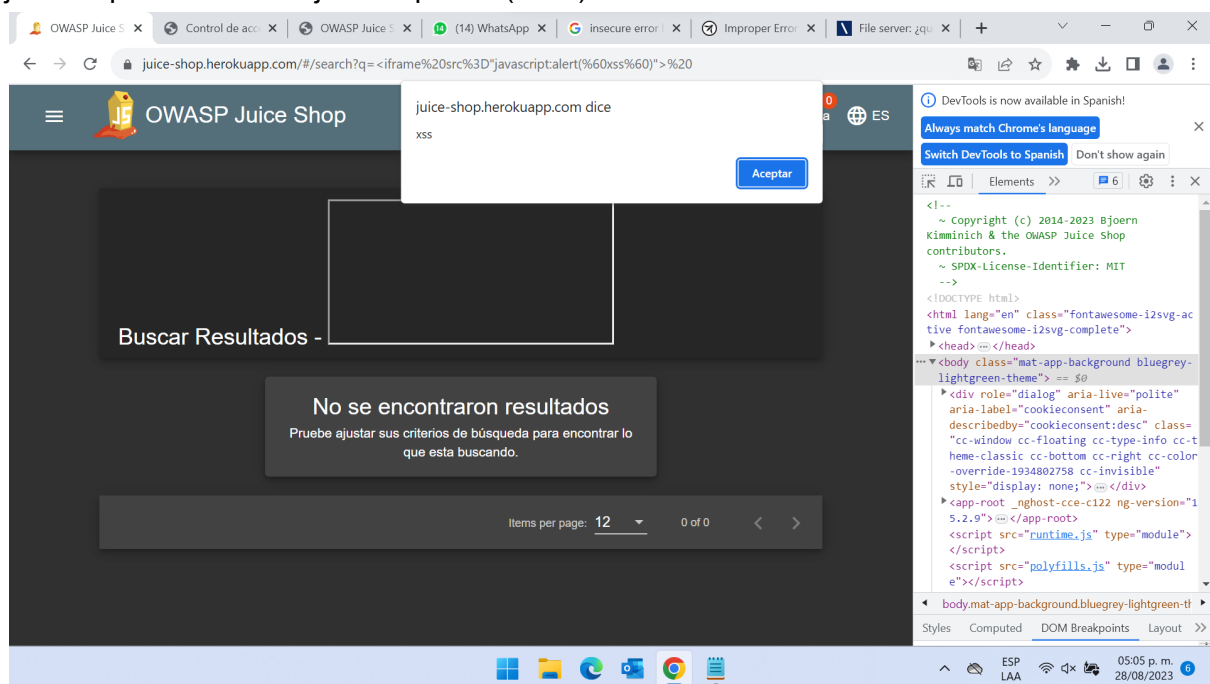 OWASP Juice S
Control de acc
OWASP Juice S
(14) WhatsApp
insecure error
Improper Error
File server: ¿qu
juice-shop.herokuapp.com/#/search?q=<iframe%20src%3D"javascript:alert(%60xss%60)">%20
juice-shop.herokuapp.com dice
xss
Aceptar
OWASP Juice Shop
0
a
ES
Buscar Resultados -
No se encontraron resultados
Pruebe ajustar sus criterios de búsqueda para encontrar lo
que esta buscando.
Items per page: 12
0 of 0
DevTools is now available in Spanish!
Always match Chrome's language
Switch DevTools to Spanish
Don't show again
Elements
6
<!--
~ Copyright (c) 2014-2023 Bjoern
Kimminich & the OWASP Juice Shop
contributors.
~ SPDX-License-Identifier: MIT
-->
<!DOCTYPE html>
<html lang="en" class="fontawesome-i2svg-ac
tive fontawesome-i2svg-complete">
<head> ⋯ </head>
⋯ <body class="mat-app-background bluegrey-
lightgreen-theme"> == $0
<div role="dialog" aria-live="polite"
aria-label="cookieconsent" aria-
describedby="cookieconsent:desc" class=
"cc-window cc-floating cc-type-info cc-t
heme-classic cc-bottom cc-right cc-color
-override-1934802758 cc-invisible"
style="display: none;"> ⋯ </div>
<app-root _nghost-cce-c122 ng-version="1
5.2.9"> ⋯ </app-root>
<script src="runtime.js" type="module">
</script>
<script src="polyfills.js" type="modul
e"></script>
body.mat-app-background.bluegrey-lightgreen-th
Styles
Computed
DOM Breakpoints
Layout
ESP
LAA
05:05 p. m.
28/08/2023
6